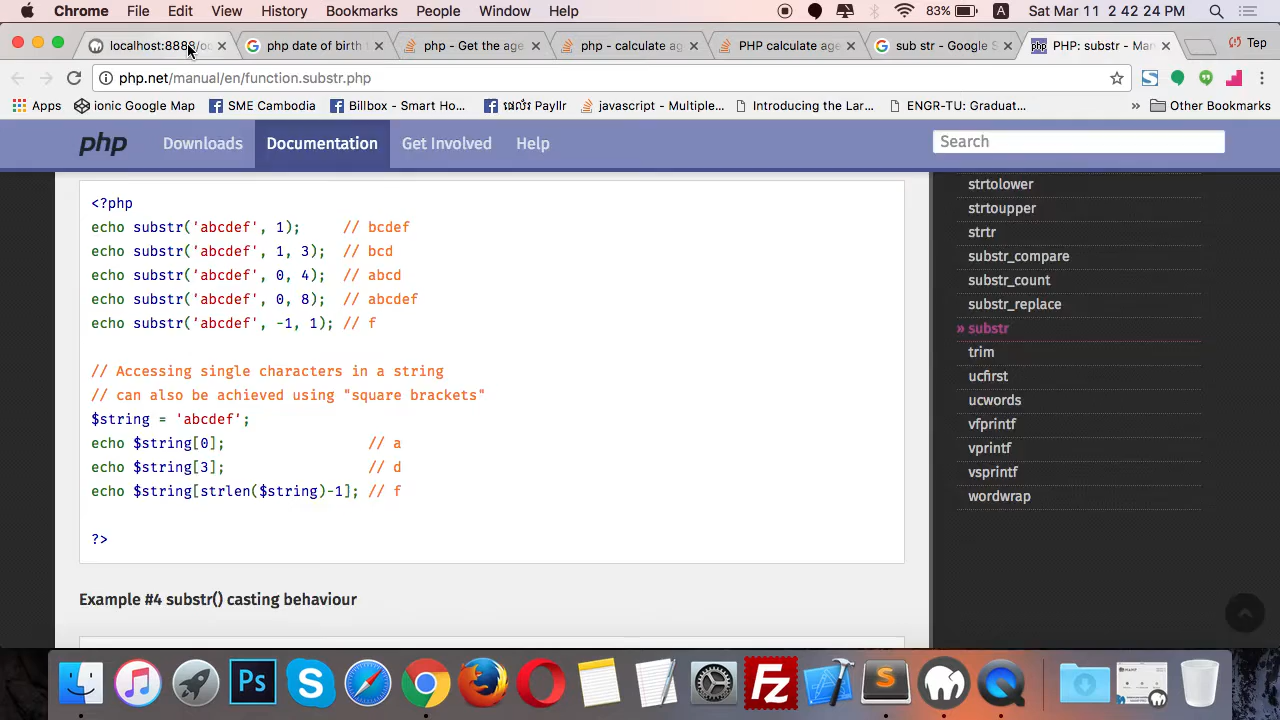 Chrome File Edit View History Bookmarks People Window Help 83% A Sat Mar 11 2:42:24 PM
localhost:8888/o
php date of birth t
php - Get the age
php - calculate ag
PHP calculate age
sub str - Google S
PHP: substr - Man
Tep
php.net/manual/en/function.substr.php
Apps
ionic Google Map
SME Cambodia
Billbox - Smart Ho...
របៀប Payllr
javascript - Multiple...
Introducing the Lar...
ENGR-TU: Graduat...
» Other Bookmarks
php Downloads Documentation Get Involved Help Search
<?php
echo substr('abcdef', 1);     // bcdef
echo substr('abcdef', 1, 3);  // bcd
echo substr('abcdef', 0, 4);  // abcd
echo substr('abcdef', 0, 8);  // abcdef
echo substr('abcdef', -1, 1); // f
// Accessing single characters in a string
// can also be achieved using "square brackets"
$string = 'abcdef';
echo $string[0];                 // a
echo $string[3];                 // d
echo $string[strlen($string)-1]; // f
?>
Example #4 substr() casting behaviour
strtolower
strtoupper
strtr
substr_compare
substr_count
substr_replace
» substr
trim
ucfirst
ucwords
vfprintf
vprintf
vsprintf
wordwrap
Ps
S
Fz
S